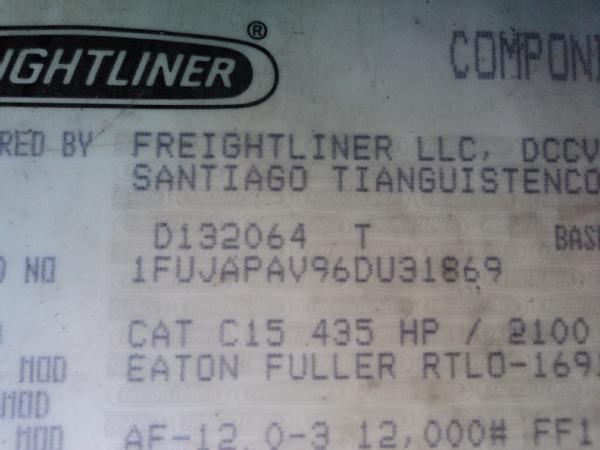 IGHTLINER®
COMPON
RED BY FREIGHTLINER LLC, DCCV
SANTIAGO TIANGUISTENCO
D132064 T BAS
NO 1FUJAPAV96DU31869
CAT C15 435 HP / @2100
MOD EATON FULLER RTLO-169
MOD
MOD AF-12.0-3 12,000# FF1